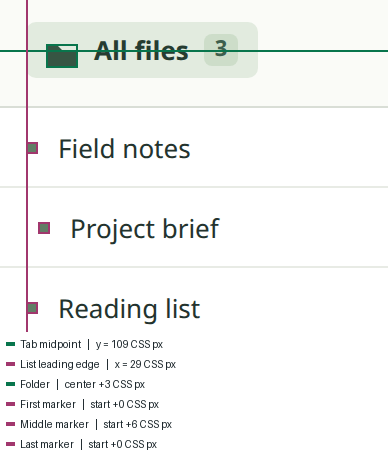 All files 3
Field notes
Project brief
Reading list
Tab midpoint | y = 109 CSS px
List leading edge | x = 29 CSS px
Folder | center +3 CSS px
First marker | start +0 CSS px
Middle marker | start +6 CSS px
Last marker | start +0 CSS px